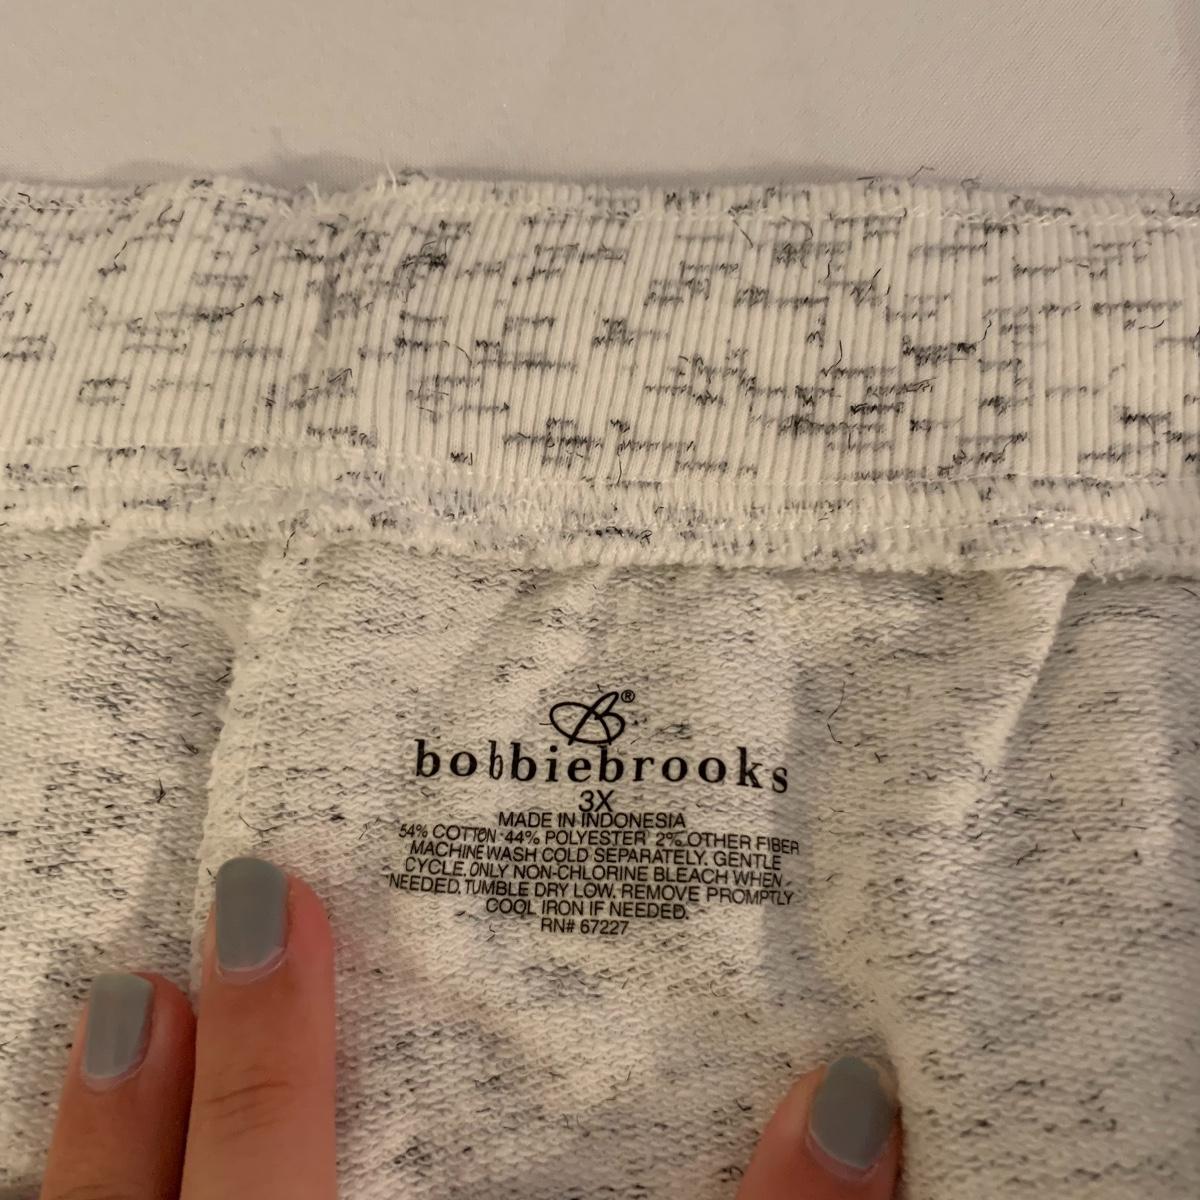 ®
bobbiebrooks
3X
MADE IN INDONESIA
54% COTTON 44% POLYESTER 2% OTHER FIBER
MACHINE WASH COLD SEPARATELY. GENTLE
CYCLE. ONLY NON-CHLORINE BLEACH WHEN
NEEDED. TUMBLE DRY LOW. REMOVE PROMPTLY
COOL IRON IF NEEDED.
RN# 67227